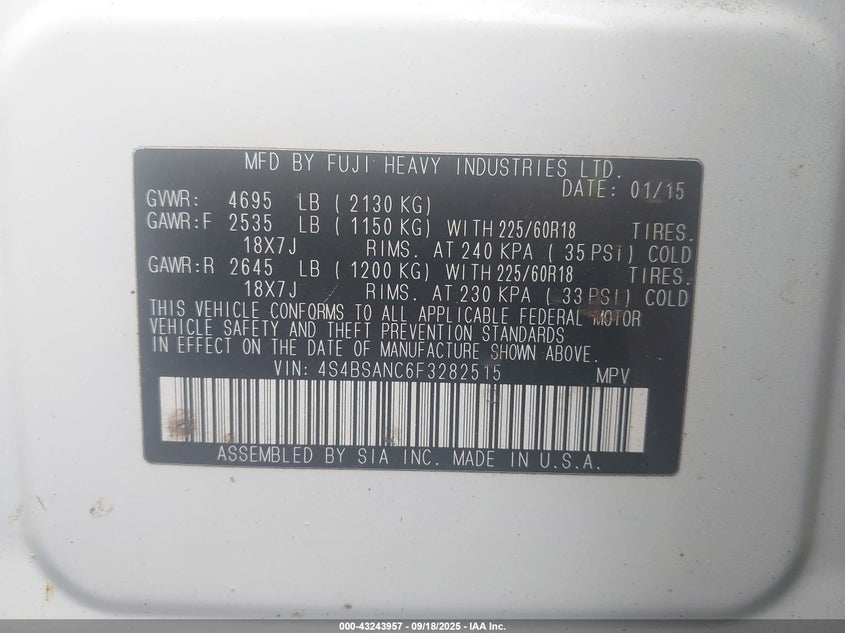 MFD BY FUJI HEAVY INDUSTRIES LTD.
DATE: 01/15
GVWR: 4695 LB ( 2130 KG)
GAWR:F 2535 LB ( 1150 KG) WITH 225/60R18 TIRES.
18X7J RIMS. AT 240 KPA ( 35 PSI) COLD
GAWR:R 2645 LB ( 1200 KG) WITH 225/60R18 TIRES.
18X7J RIMS. AT 230 KPA ( 33 PSI) COLD
THIS VEHICLE CONFORMS TO ALL APPLICABLE FEDERAL MOTOR
VEHICLE SAFETY AND THEFT PREVENTION STANDARDS
IN EFFECT ON THE DATE OF MANUFACTURE SHOWN ABOVE.
VIN: 4S4BSANC6F3282515 MPV
ASSEMBLED BY SIA INC. MADE IN U.S.A.
000-43243957 - 09/18/2025 - IAA Inc.